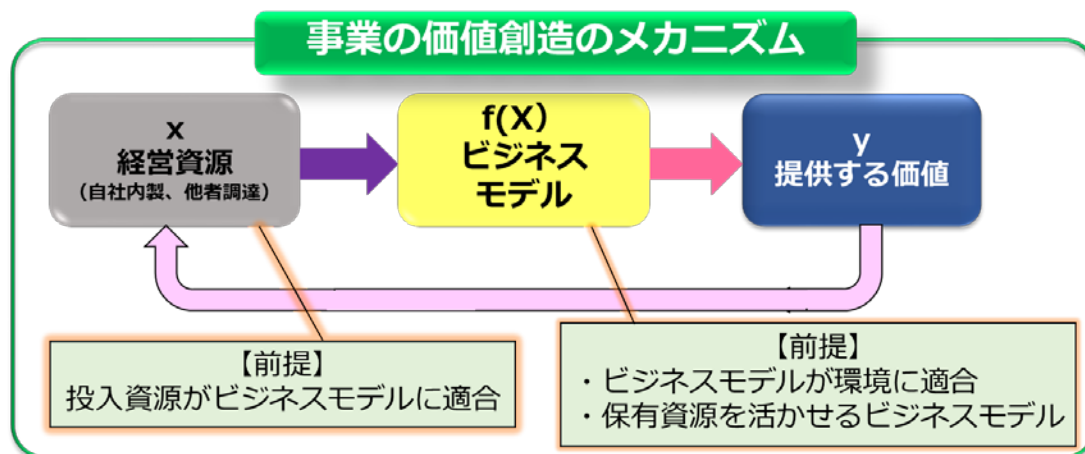 事業の価値創造のメカニズム
x
経営資源
（自社内製、他者調達）
f(X）
ビジネス
モデル
y
提供する価値
【前提】
投入資源がビジネスモデルに適合
【前提】
・ビジネスモデルが環境に適合
・保有資源を活かせるビジネスモデル